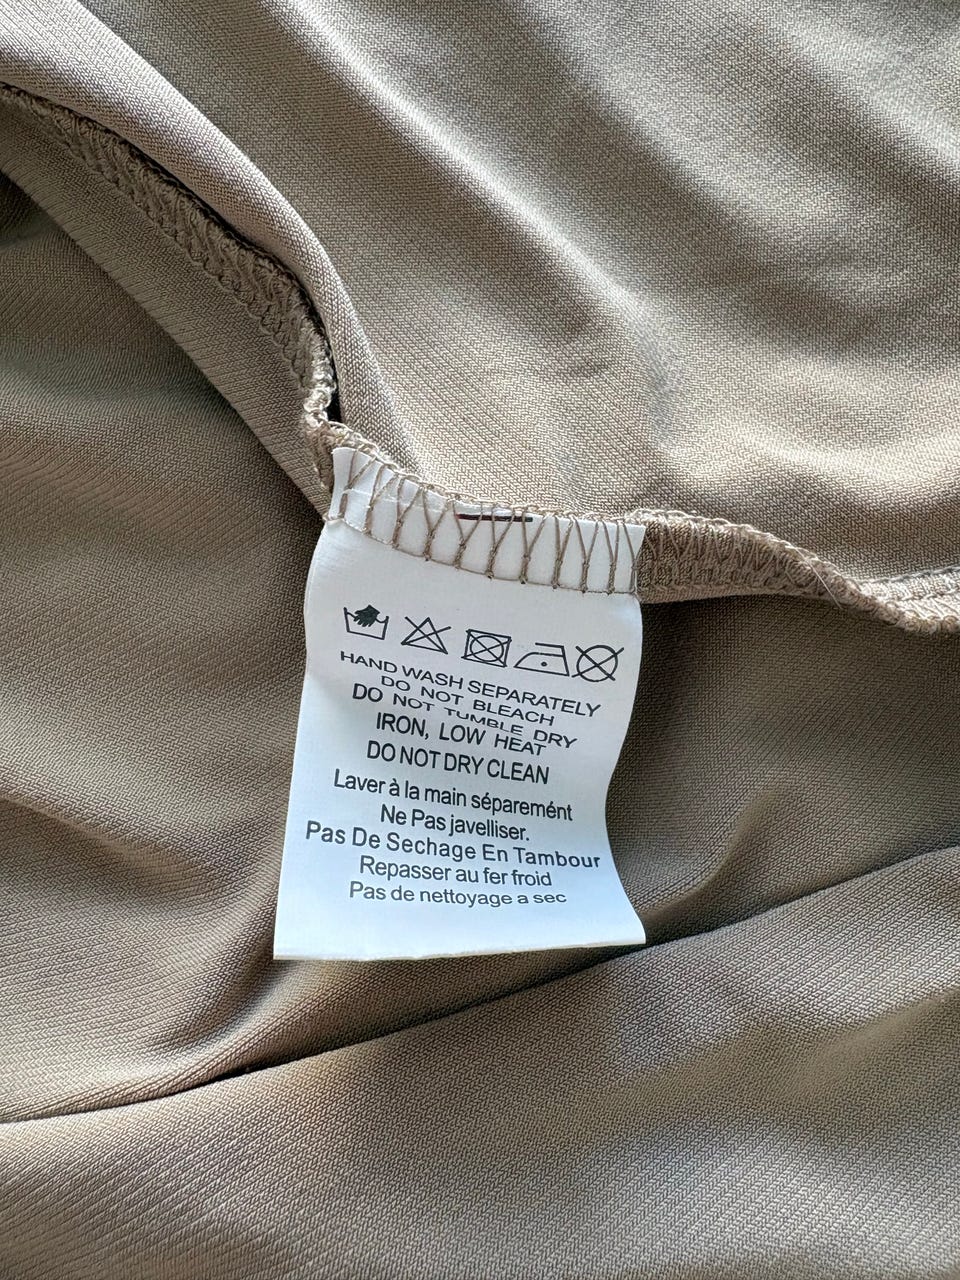 HAND WASH SEPARATELY
DO NOT BLEACH
DO NOT TUMBLE DRY
IRON, LOW HEAT
DO NOT DRY CLEAN
Laver à la main séparemént
Ne Pas javelliser.
Pas De Sechage En Tambour
Repasser au fer froid
Pas de nettoyage a sec